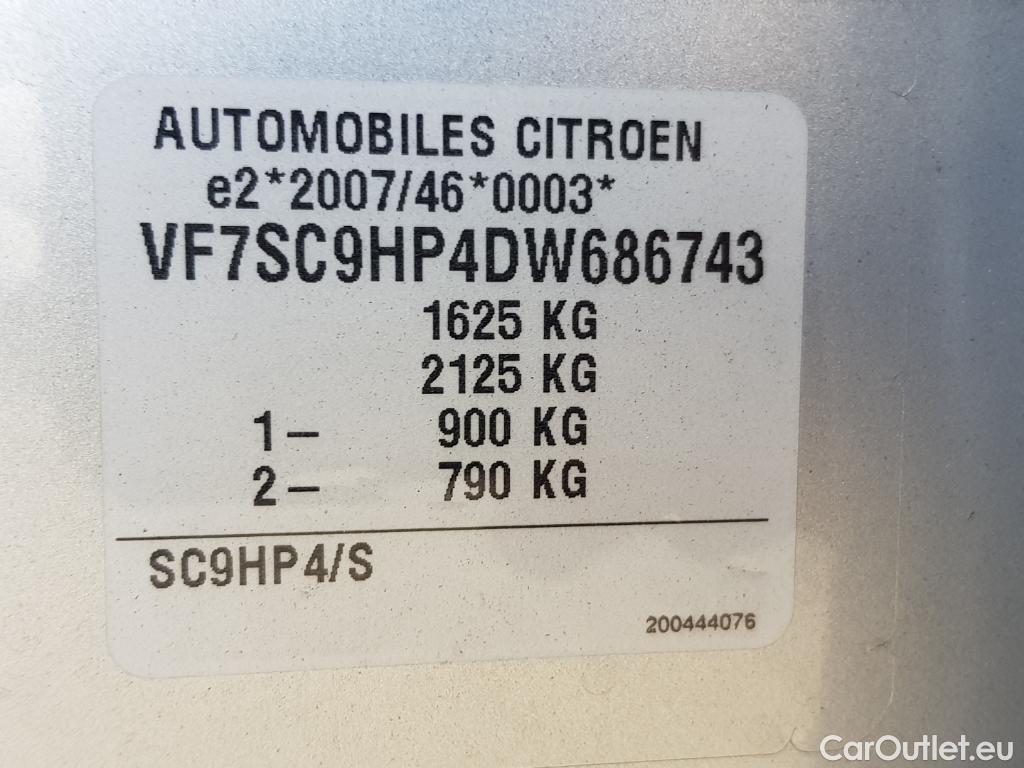 AUTOMOBILES CITROEN
e2*2007/46*0003*
VF7SC9HP4DW686743
1625 KG
2125 KG
1– 900 KG
2– 790 KG
SC9HP4/S
200444076
CarOutlet.eu